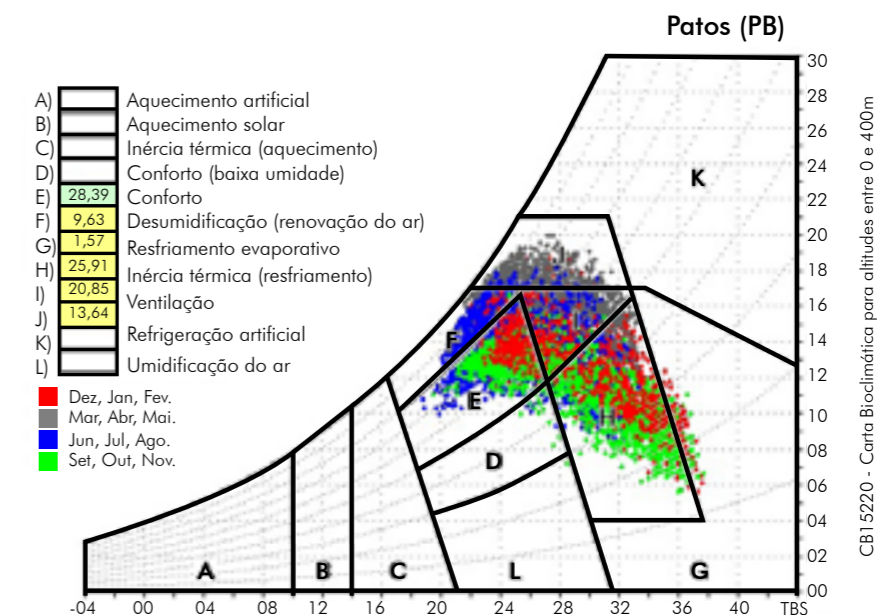 Patos (PB)
A) Aquecimento artificial
B) Aquecimento solar
C) Inércia térmica (aquecimento)
D) Conforto (baixa umidade)
E) 28,39 Conforto
F) 9,63 Desumidificação (renovação do ar)
G) 1,57 Resfriamento evaporativo
H) 25,91 Inércia térmica (resfriamento)
I) 20,85 Ventilação
J) 13,64
K) Refrigeração artificial
L) Umidificação do ar
Dez, Jan, Fev.
Mar, Abr, Mai.
Jun, Jul, Ago.
Set, Out, Nov.
K
F
E
H
D
A B C L G
30
28
26
24
22
20
18
16
14
12
10
08
06
04
02
00
-04 00 04 08 12 16 20 24 28 32 36 40 TBS
CB15220 - Carta Bioclimática para altitudes entre 0 e 400m